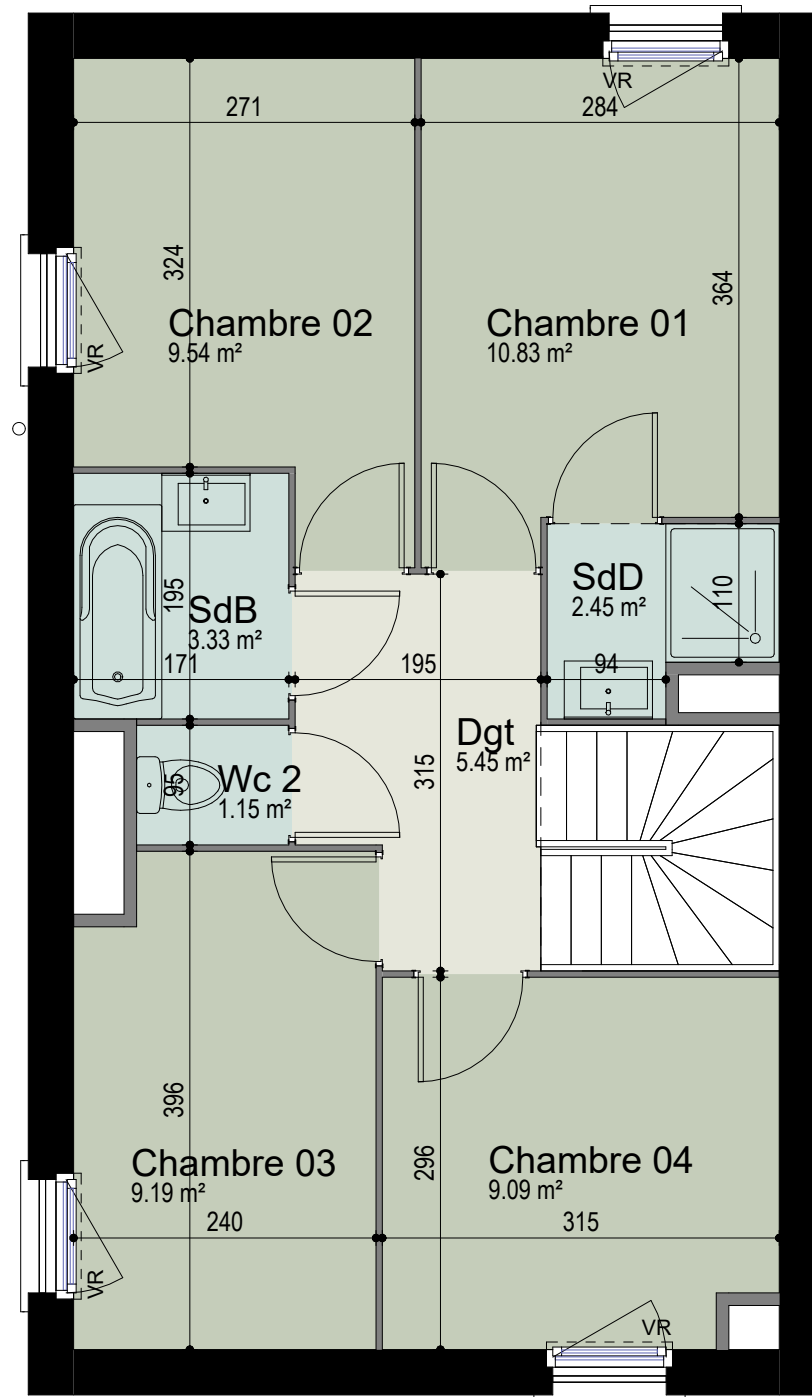 VR
271
284
324
364
Chambre 02
9.54 m²
Chambre 01
10.83 m²
VR
195
SdB
3.33 m²
171
195
SdD
2.45 m²
110
94
Dgt
5.45 m²
315
95
Wc 2
1.15 m²
396
296
Chambre 03
9.19 m²
Chambre 04
9.09 m²
240
315
VR
VR